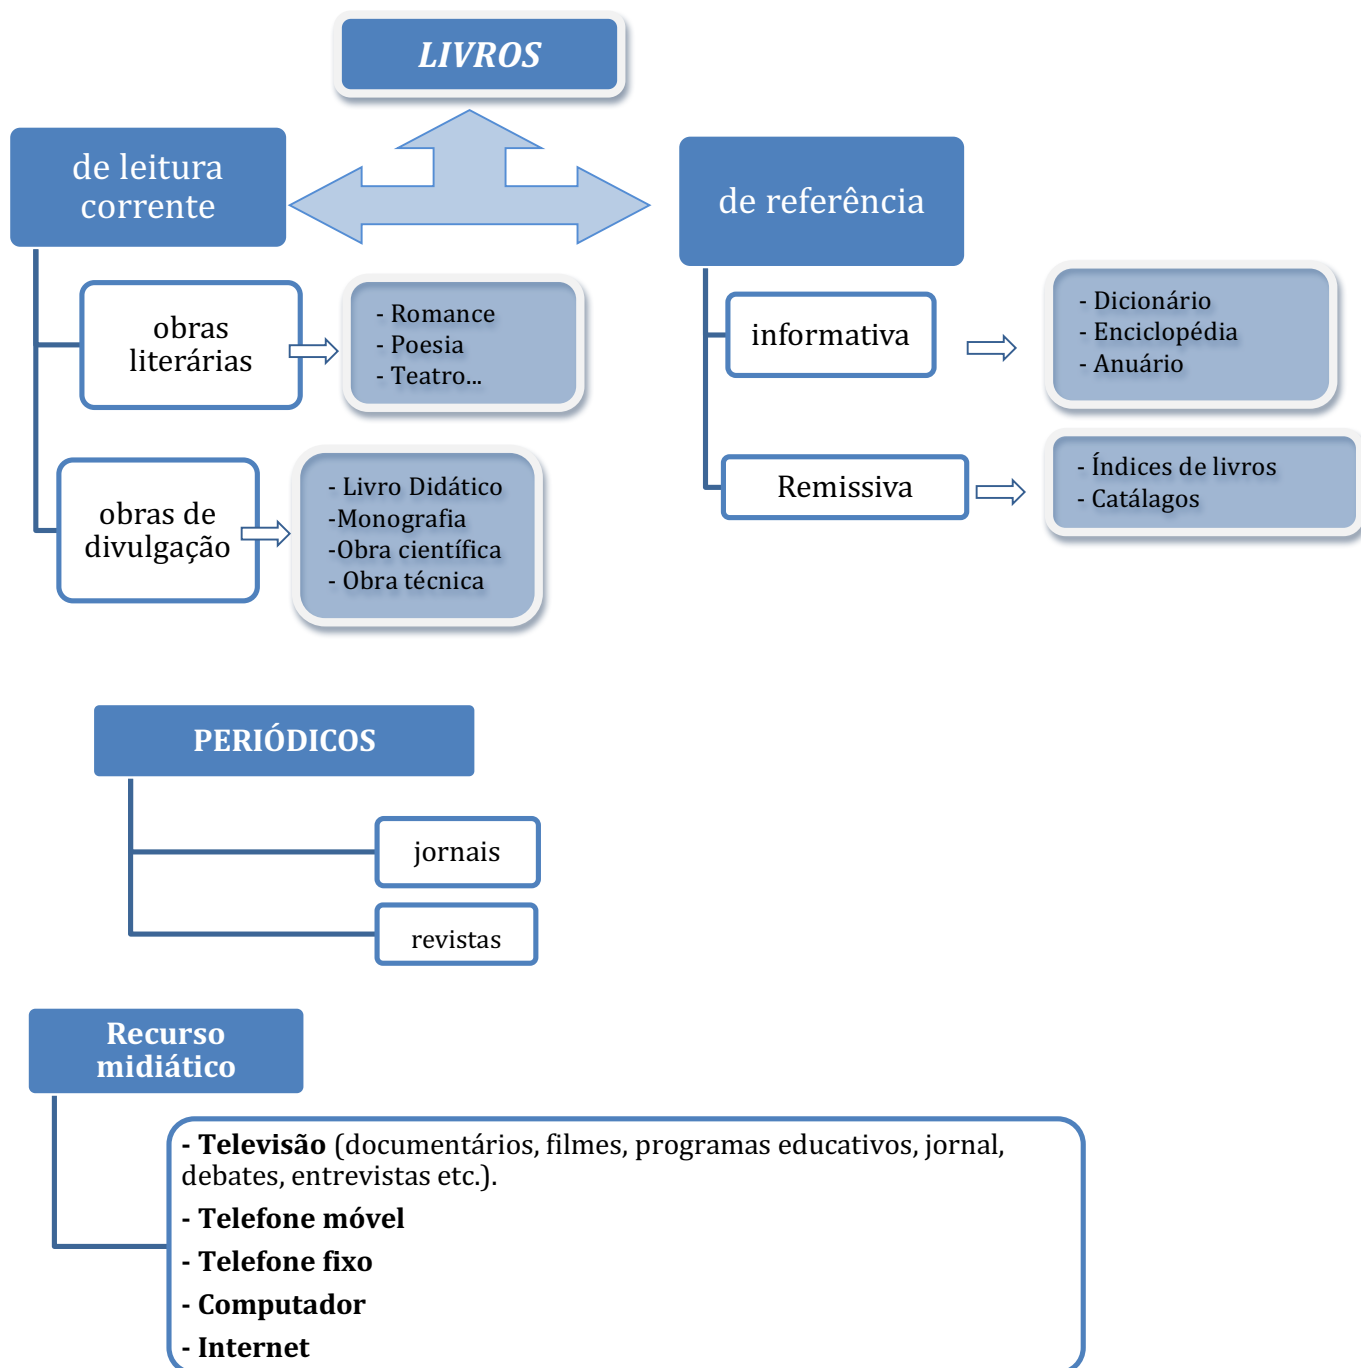 LIVROS
de leitura
corrente
obras
literárias
- Romance
- Poesia
- Teatro...
obras de
divulgação
- Livro Didático
-Monografia
-Obra científica
- Obra técnica
de referência
informativa
- Dicionário
- Enciclopédia
- Anuário
Remissiva
- Índices de livros
- Catálagos
PERIÓDICOS
jornais
revistas
Recurso
midiático
- Televisão (documentários, filmes, programas educativos, jornal,
debates, entrevistas etc.).
- Telefone móvel
- Telefone fixo
- Computador
- Internet